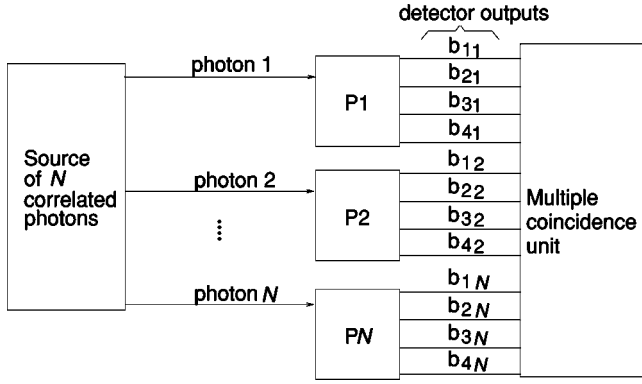 detector outputs
photon 1
P1
b11
b21
b31
b41
Source
of N
correlated
photons
photon 2
P2
b12
b22
b32
b42
Multiple
coincidence
unit
photon N
PN
b1N
b2N
b3N
b4N